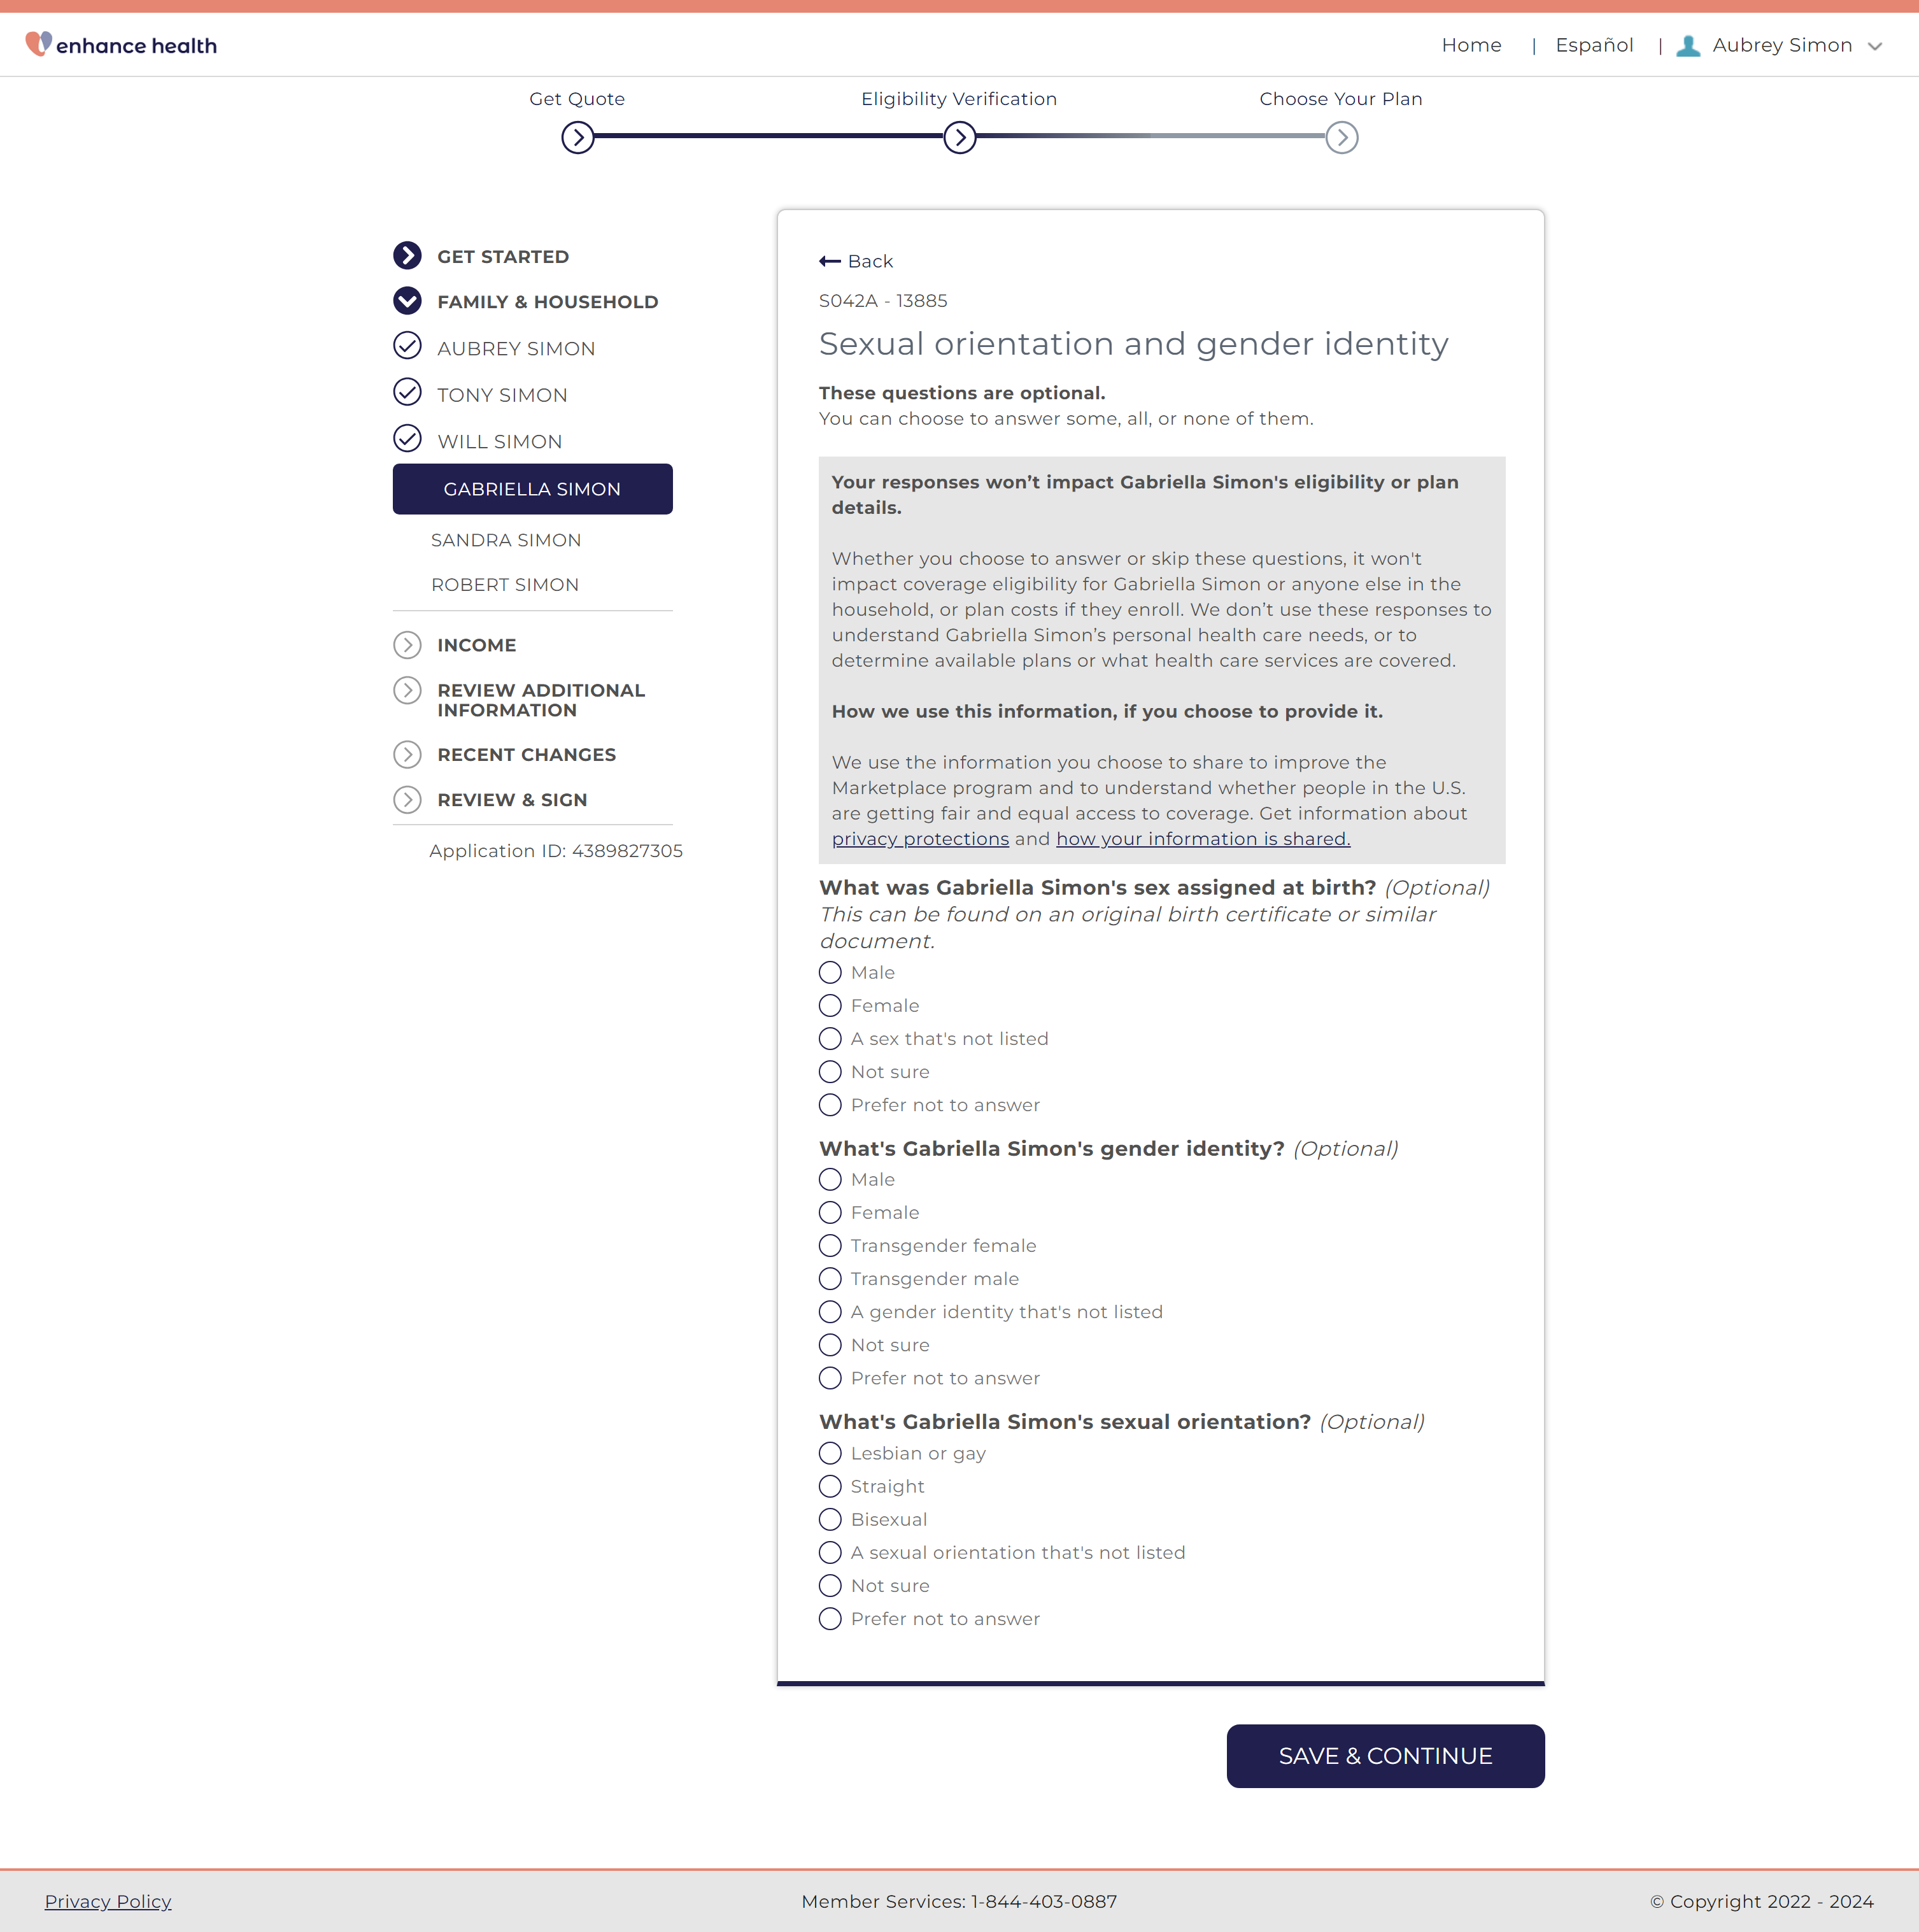 enhance health
Home | Español | Aubrey Simon
Get Quote
Eligibility Verification
Choose Your Plan
GET STARTED
FAMILY & HOUSEHOLD
AUBREY SIMON
TONY SIMON
WILL SIMON
GABRIELLA SIMON
SANDRA SIMON
ROBERT SIMON
INCOME
REVIEW ADDITIONAL
INFORMATION
RECENT CHANGES
REVIEW & SIGN
Application ID: 4389827305
Back
S042A - 13885
Sexual orientation and gender identity
These questions are optional.
You can choose to answer some, all, or none of them.
Your responses won’t impact Gabriella Simon's eligibility or plan
details.
Whether you choose to answer or skip these questions, it won't
impact coverage eligibility for Gabriella Simon or anyone else in the
household, or plan costs if they enroll. We don’t use these responses to
understand Gabriella Simon’s personal health care needs, or to
determine available plans or what health care services are covered.
How we use this information, if you choose to provide it.
We use the information you choose to share to improve the
Marketplace program and to understand whether people in the U.S.
are getting fair and equal access to coverage. Get information about
privacy protections and how your information is shared.
What was Gabriella Simon's sex assigned at birth? (Optional)
This can be found on an original birth certificate or similar
document.
Male
Female
A sex that's not listed
Not sure
Prefer not to answer
What's Gabriella Simon's gender identity? (Optional)
Male
Female
Transgender female
Transgender male
A gender identity that's not listed
Not sure
Prefer not to answer
What's Gabriella Simon's sexual orientation? (Optional)
Lesbian or gay
Straight
Bisexual
A sexual orientation that's not listed
Not sure
Prefer not to answer
SAVE & CONTINUE
Privacy Policy
Member Services: 1-844-403-0887
© Copyright 2022 - 2024